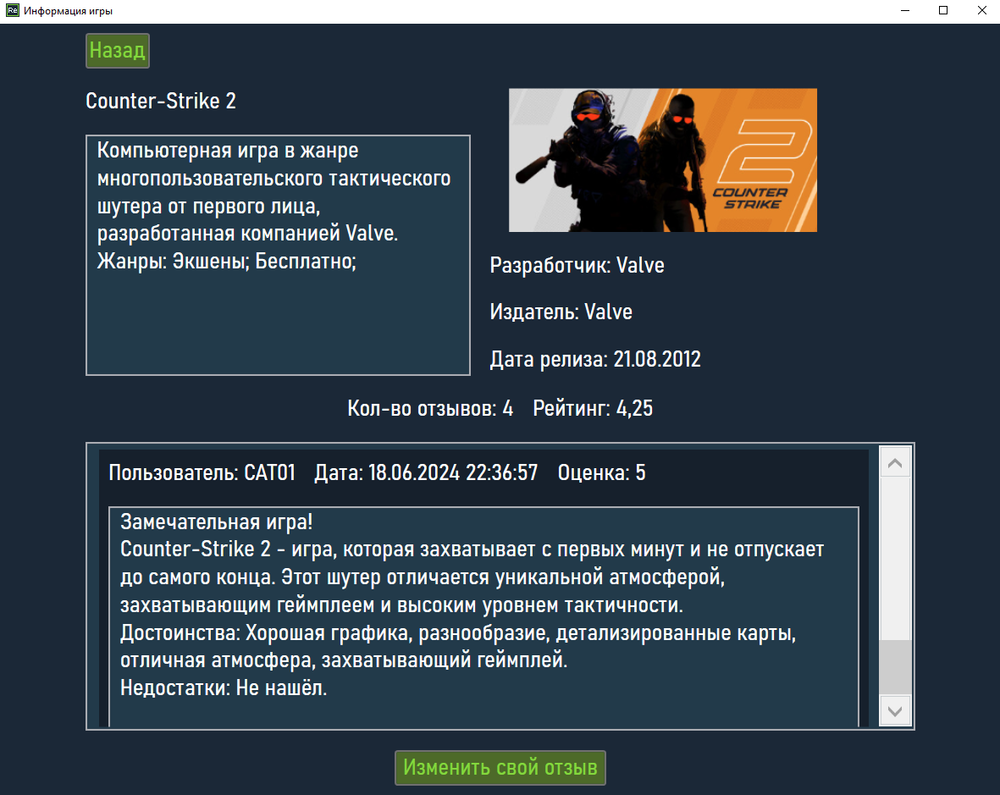 Re Информация игры
Назад
Counter-Strike 2
Компьютерная игра в жанре
многопользовательского тактического
шутера от первого лица,
разработанная компанией Valve.
Жанры: Экшены; Бесплатно;
2
COUNTER
STRIKE
Разработчик: Valve
Издатель: Valve
Дата релиза: 21.08.2012
Кол-во отзывов: 4 Рейтинг: 4,25
Пользователь: CAT01 Дата: 18.06.2024 22:36:57 Оценка: 5
Замечательная игра!
Counter-Strike 2 - игра, которая захватывает с первых минут и не отпускает
до самого конца. Этот шутер отличается уникальной атмосферой,
захватывающим геймплеем и высоким уровнем тактичности.
Достоинства: Хорошая графика, разнообразие, детализированные карты,
отличная атмосфера, захватывающий геймплей.
Недостатки: Не нашёл.
Изменить свой отзыв